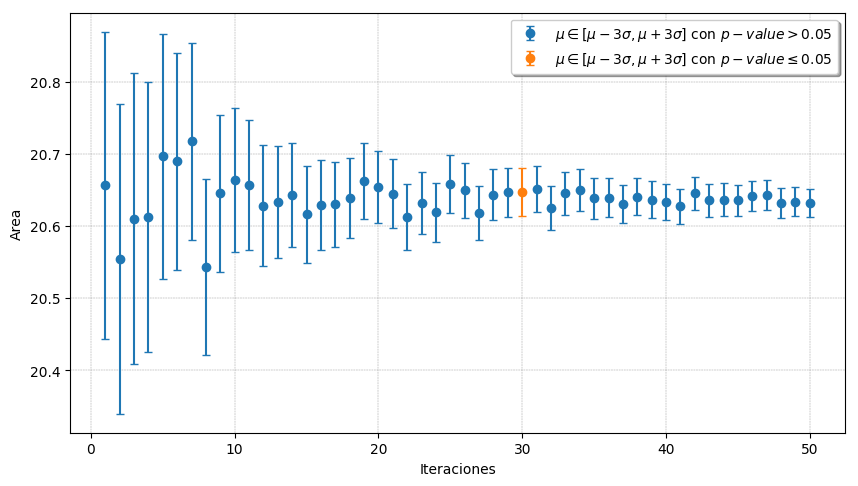 μ ∈ [μ − 3σ, μ + 3σ] con p − value > 0.05
μ ∈ [μ − 3σ, μ + 3σ] con p − value ≤ 0.05
Area
20.8
20.7
20.6
20.5
20.4
0 10 20 30 40 50
Iteraciones